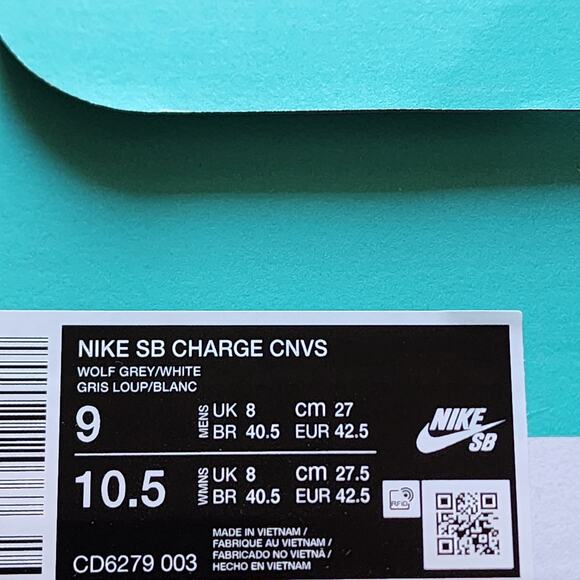 NIKE SB CHARGE CNVS
WOLF GREY/WHITE
GRIS LOUP/BLANC
9 MENS UK 8 cm 27
BR 40.5 EUR 42.5
10.5 WMNS UK 8 cm 27.5
BR 40.5 EUR 42.5
NIKE
SB
RFID
MADE IN VIETNAM /
FABRIQUE AU VIETNAM /
FABRICADO NO VIETNÃ /
HECHO EN VIETNAM
CD6279 003